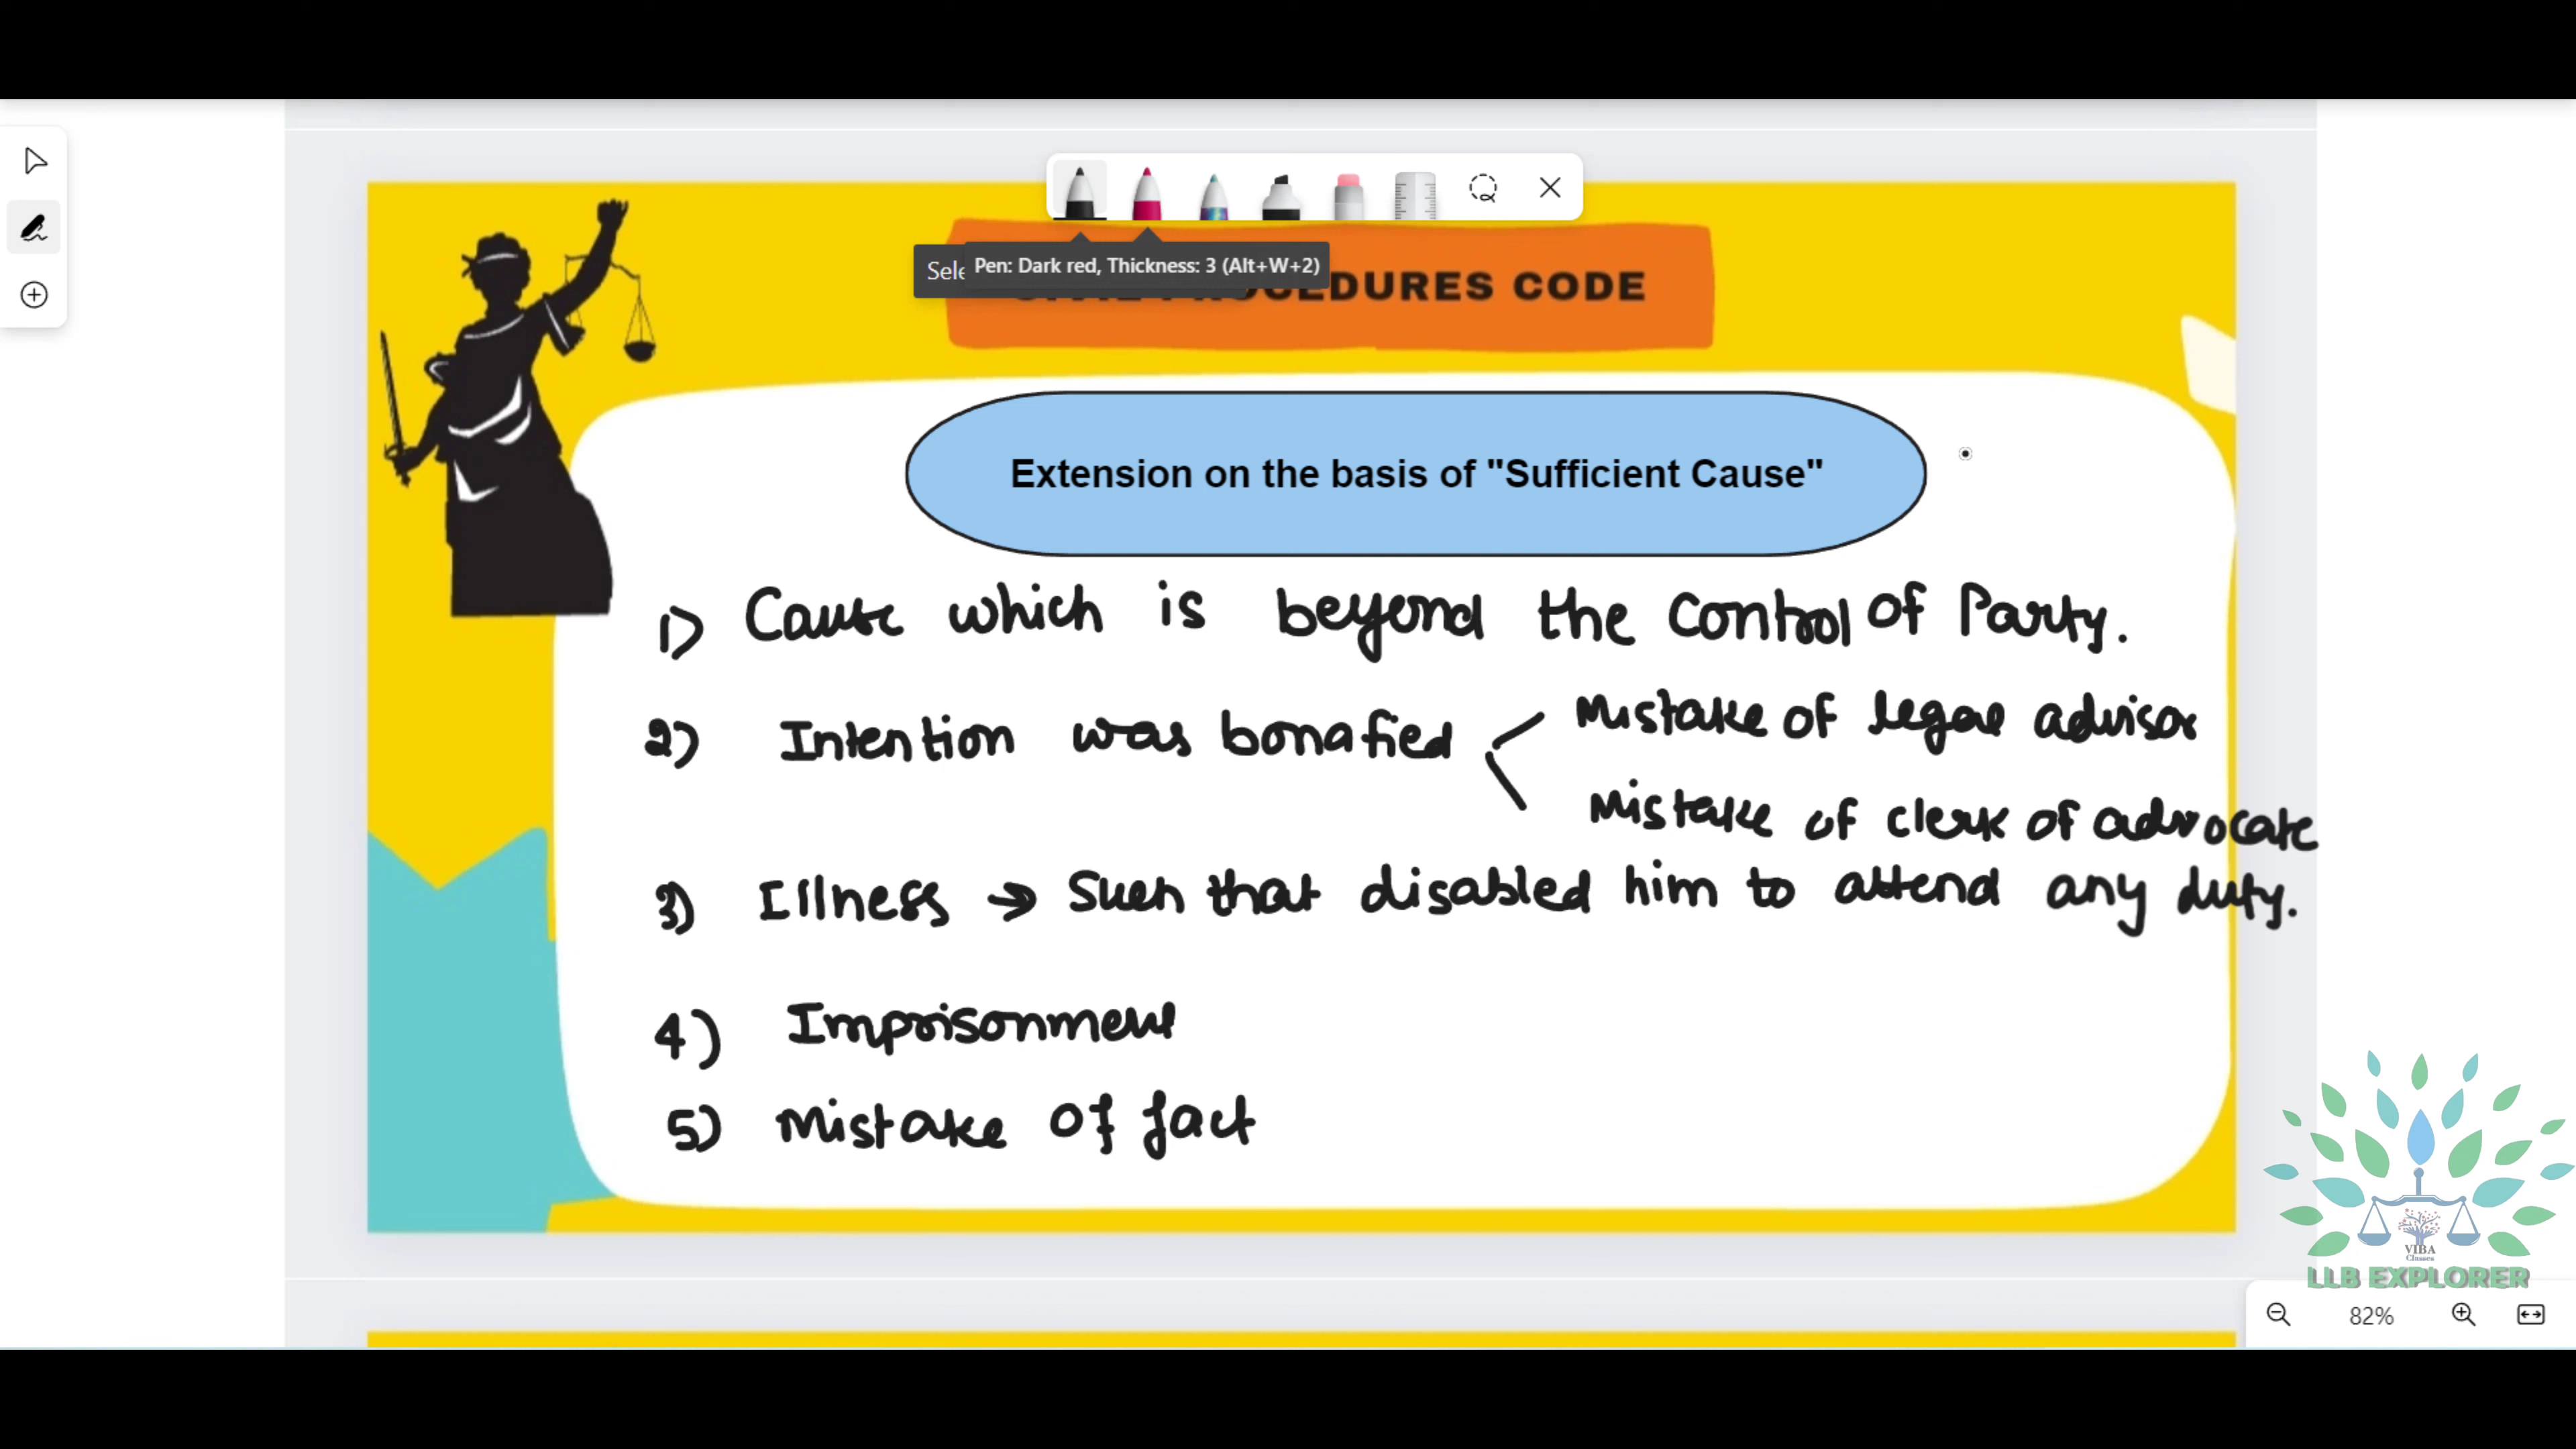 Sele
Pen: Dark red, Thickness: 3 (Alt+W+2)
PROCEDURES CODE
Extension on the basis of "Sufficient Cause"
1) Cause which is beyond the control of Party.
2) Intention was bonafied
Mistake of legal advisor
Mistake of clerk of advocate
3) Illness → Such that disabled him to attend any duty.
4) Imprisonment
5) Mistake of fact
VIBA
Classes
LLB EXPLORER
82%